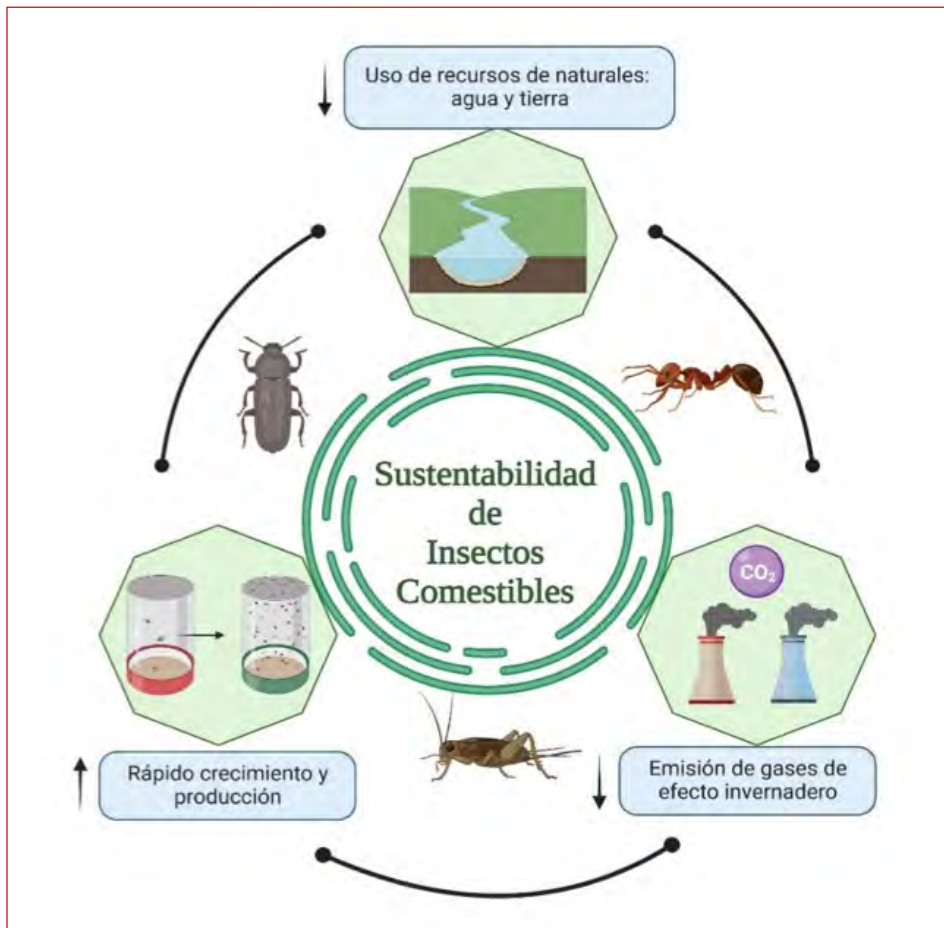 Uso de recursos de naturales:
agua y tierra
Sustentabilidad
de
Insectos
Comestibles
CO₂
Rápido crecimiento y
producción
Emisión de gases de
efecto invernadero